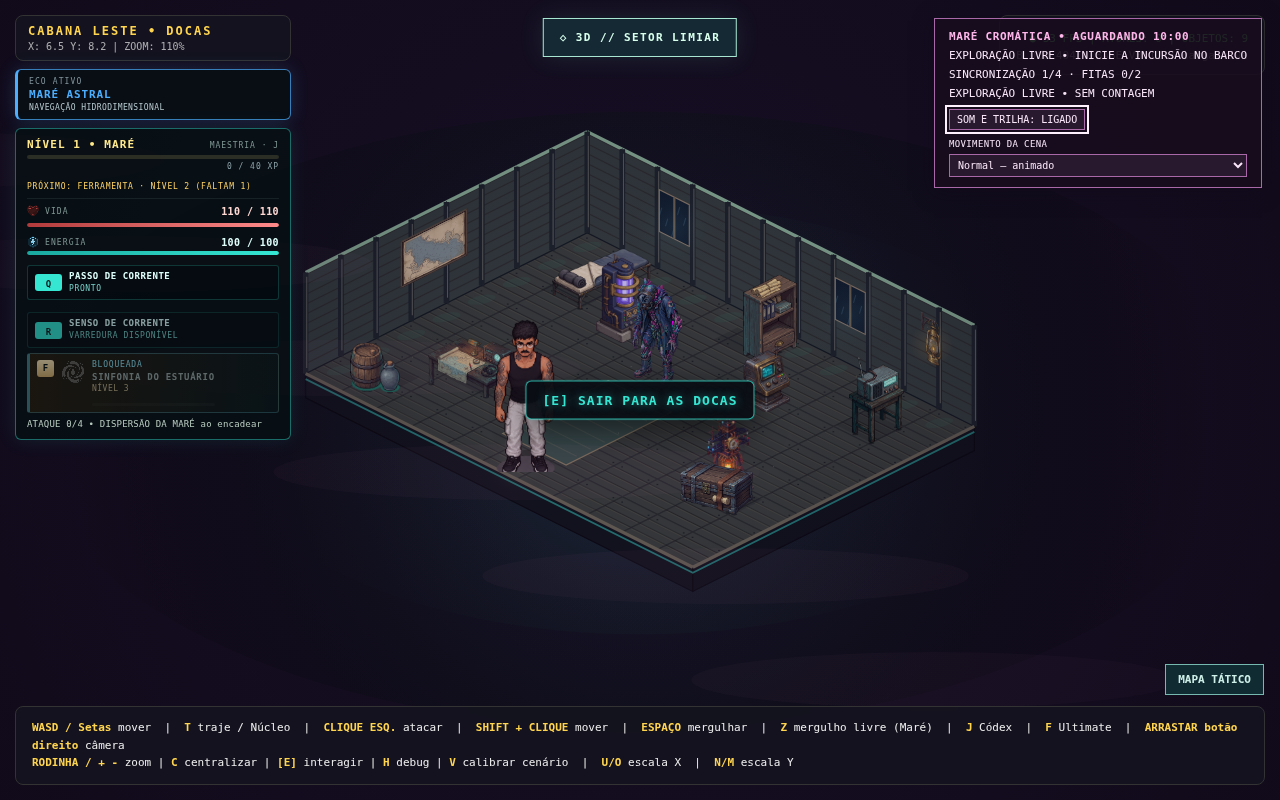 CABANA LESTE • DOCAS
X: 6.5 Y: 8.2 | ZOOM: 110%
ECO ATIVO
MARÉ ASTRAL
NAVEGAÇÃO HIDRODIMENSIONAL
NÍVEL 1 • MARÉ
MAESTRIA · J
0 / 40 XP
PRÓXIMO: FERRAMENTA · NÍVEL 2 (FALTAM 1)
VIDA
110 / 110
ENERGIA
100 / 100
Q
PASSO DE CORRENTE
PRONTO
R
SENSO DE CORRENTE
VARREDURA DISPONÍVEL
F
BLOQUEADA
SINFONIA DO ESTUÁRIO
NÍVEL 3
ATAQUE 0/4 • DISPERSÃO DA MARÉ ao encadear
◇ 3D // SETOR LIMIAR
MARÉ CROMÁTICA • AGUARDANDO 10:00
EXPLORAÇÃO LIVRE • INICIE A INCURSÃO NO BARCO
SINCRONIZAÇÃO 1/4 · FITAS 0/2
EXPLORAÇÃO LIVRE • SEM CONTAGEM
SOM E TRILHA: LIGADO
MOVIMENTO DA CENA
Normal — animado
[E] SAIR PARA AS DOCAS
MAPA TÁTICO
WASD / Setas mover | T traje / Núcleo | CLIQUE ESQ. atacar | SHIFT + CLIQUE mover | ESPAÇO mergulhar | Z mergulho livre (Maré) | J Códex | F Ultimate | ARRASTAR botão
direito câmera
RODINHA / + - zoom | C centralizar | [E] interagir | H debug | V calibrar cenário | U/O escala X | N/M escala Y